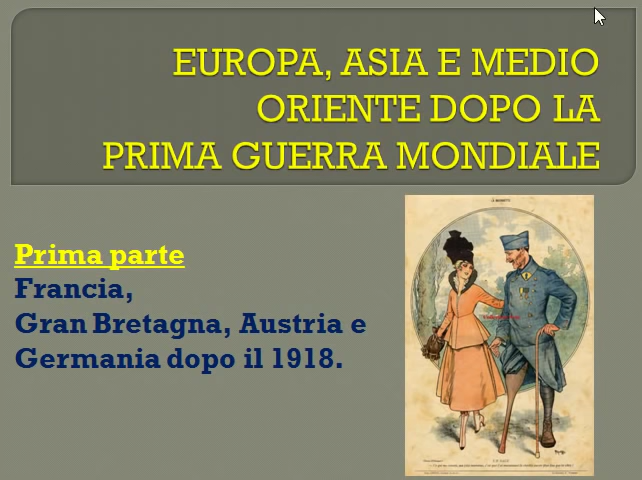 EUROPA, ASIA E MEDIO
ORIENTE DOPO LA
PRIMA GUERRA MONDIALE
Prima parte
Francia,
Gran Bretagna, Austria e
Germania dopo il 1918.